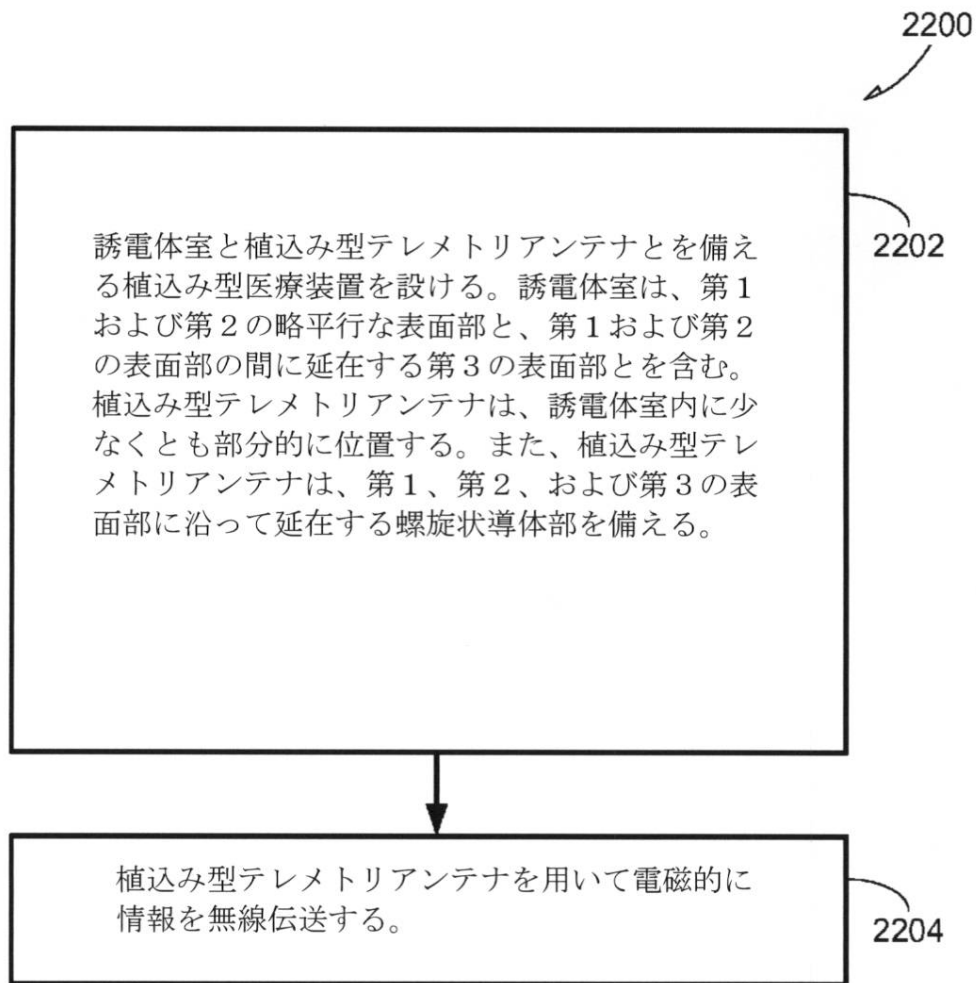 2200
誘電体室と植込み型テレメトリアンテナとを備え
る植込み型医療装置を設ける。誘電体室は、第１
および第２の略平行な表面部と、第１および第２
の表面部の間に延在する第３の表面部とを含む。
植込み型テレメトリアンテナは、誘電体室内に少
なくとも部分的に位置する。また、植込み型テレ
メトリアンテナは、第１、第２、および第３の表
面部に沿って延在する螺旋状導体部を備える。
2202
植込み型テレメトリアンテナを用いて電磁的に
情報を無線伝送する。
2204